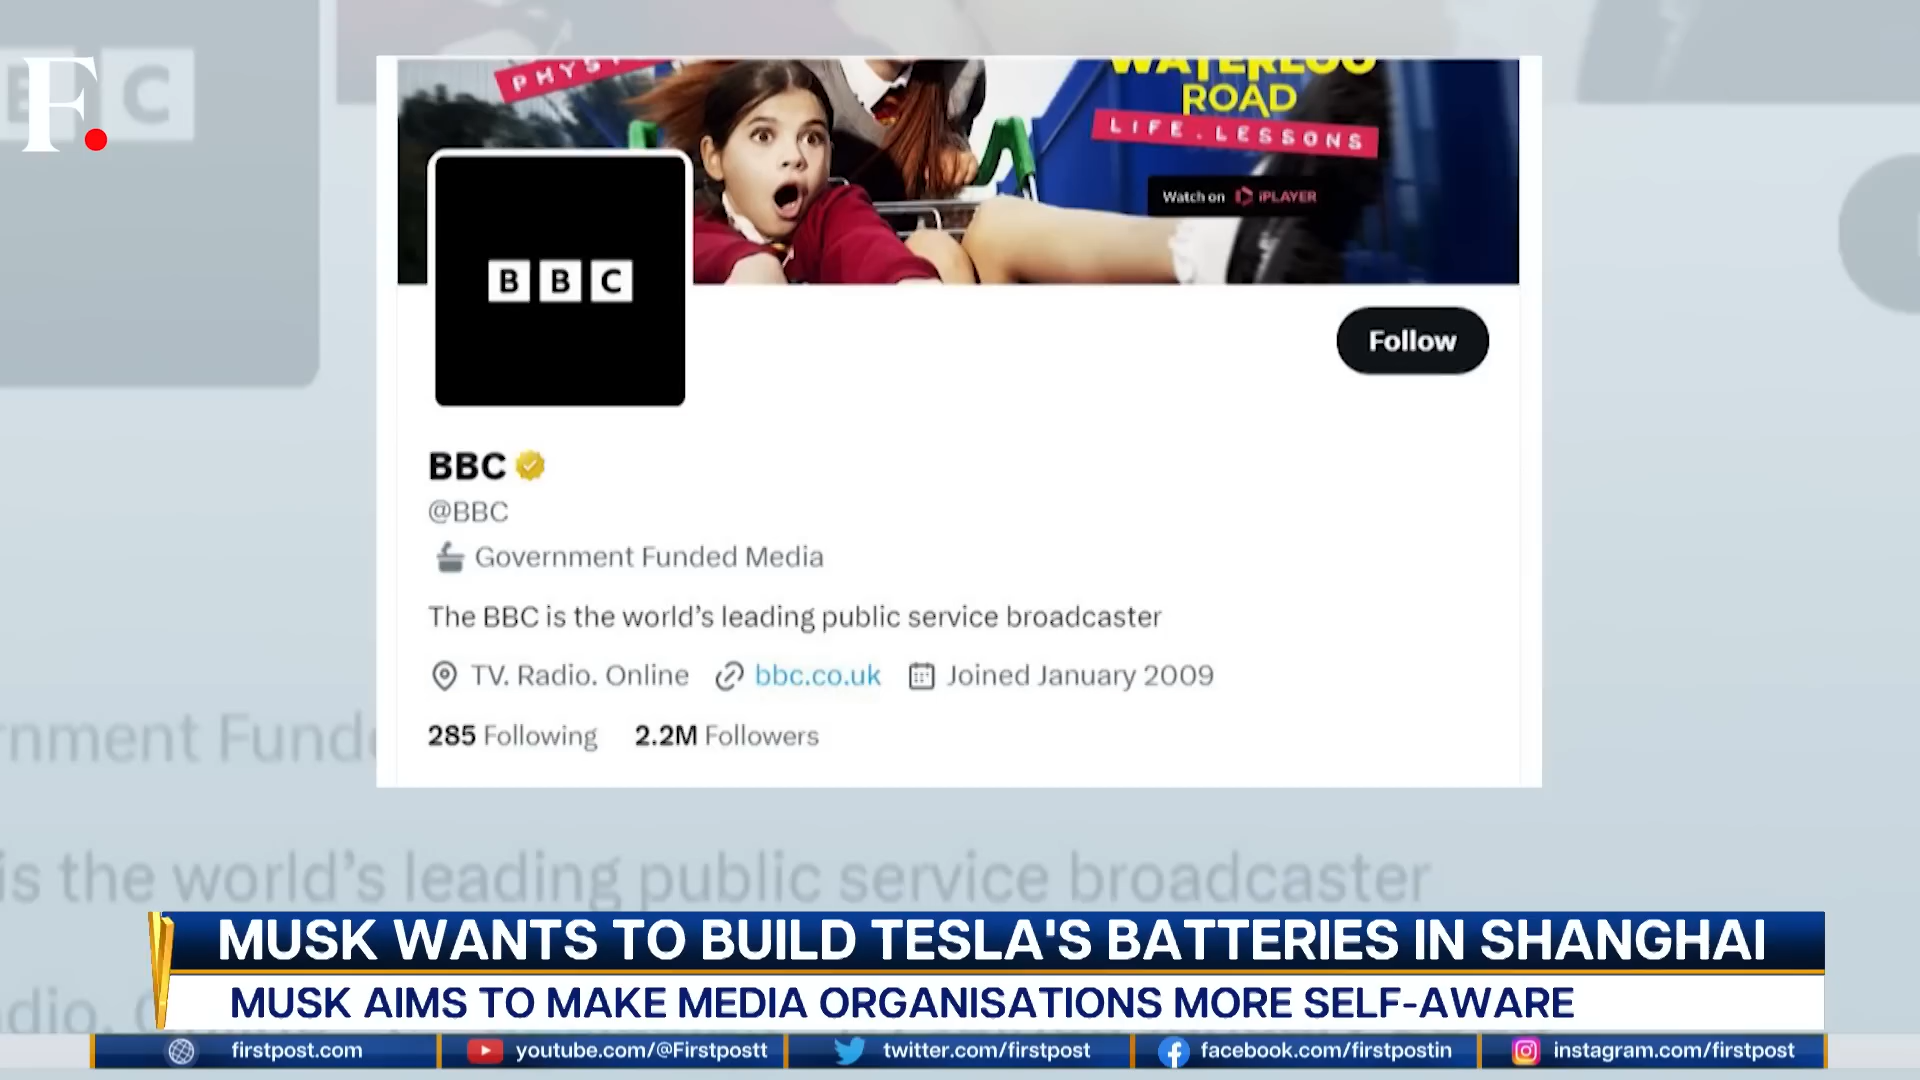 F.
BBC
PHYS
WATERLOO
ROAD
LIFE. LESSONS
Watch on iPLAYER
BBC
Follow
BBC
@BBC
Government Funded Media
The BBC is the world's leading public service broadcaster
TV. Radio. Online bbc.co.uk Joined January 2009
285 Following 2.2M Followers
rnment Fund
is the world's leading public service broadcaster
dio.
MUSK WANTS TO BUILD TESLA'S BATTERIES IN SHANGHAI
MUSK AIMS TO MAKE MEDIA ORGANISATIONS MORE SELF-AWARE
firstpost.com youtube.com/@Firstpostt twitter.com/firstpost facebook.com/firstpostin instagram.com/firstpost